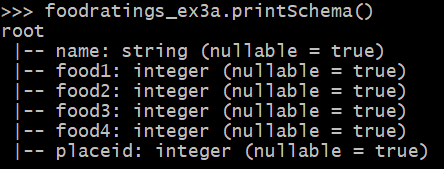 >>> foodratings_ex3a.printSchema()
root
 |-- name: string (nullable = true)
 |-- food1: integer (nullable = true)
 |-- food2: integer (nullable = true)
 |-- food3: integer (nullable = true)
 |-- food4: integer (nullable = true)
 |-- placeid: integer (nullable = true)